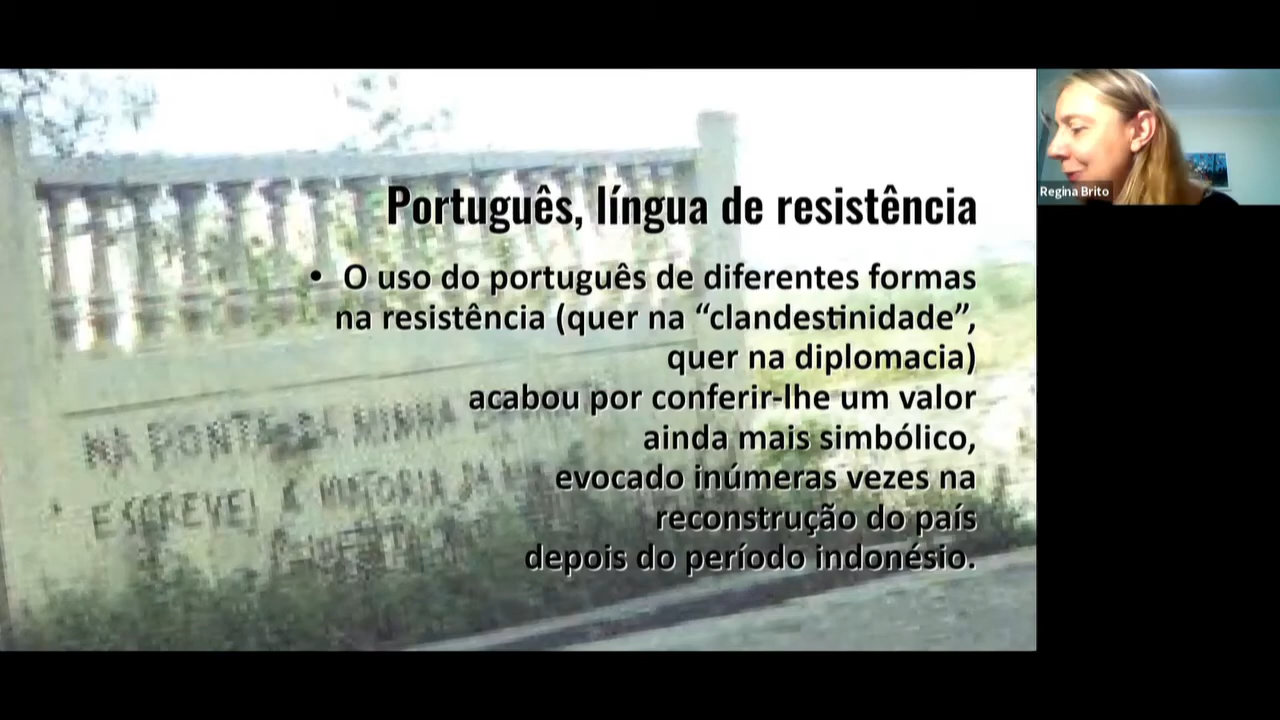 Português, língua de resistência
• O uso do português de diferentes formas
na resistência (quer na “clandestinidade”,
quer na diplomacia)
acabou por conferir-lhe um valor
ainda mais simbólico,
evocado inúmeras vezes na
reconstrução do país
depois do período indonésio.
NA PONTA DA MINHA
ESCREVEI A
Regina Brito